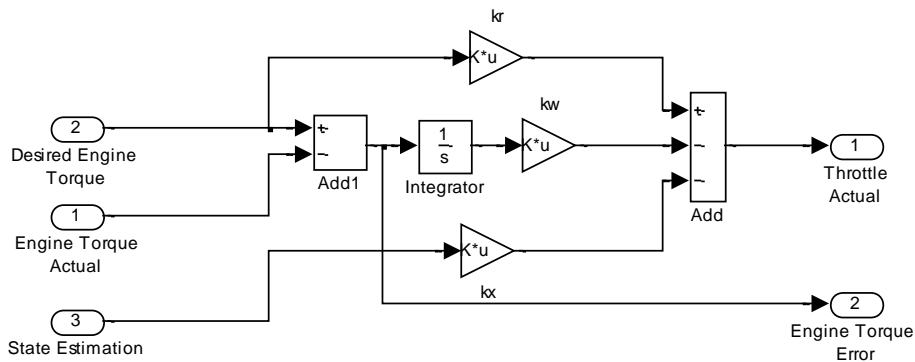 kr
K*u
2
Desired Engine
Torque
+
−
Add1
1
s
Integrator
kw
K*u
+
−
−
Add
1
Throttle
Actual
1
Engine Torque
Actual
K*u
kx
3
State Estimation
2
Engine Torque
Error